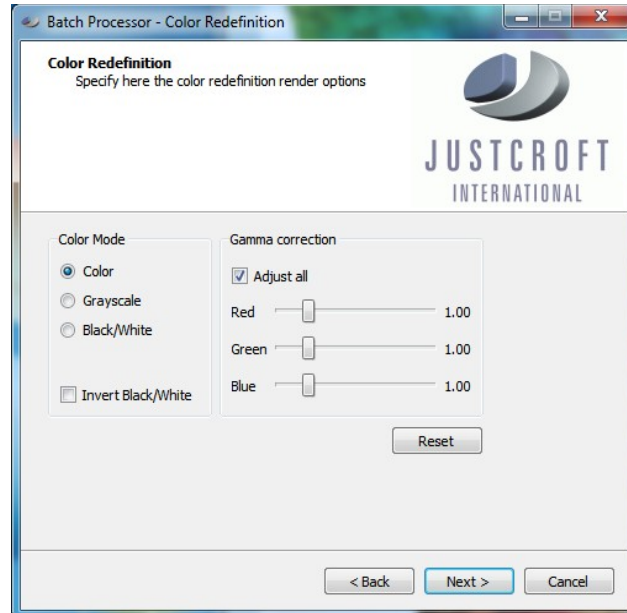 Batch Processor - Color Redefinition
Color Redefinition
Specify here the color redefinition render options
JUSTCROFT
INTERNATIONAL
Color Mode
Color
Grayscale
Black/White
Invert Black/White
Gamma correction
Adjust all
Red 1.00
Green 1.00
Blue 1.00
Reset
< Back Next > Cancel